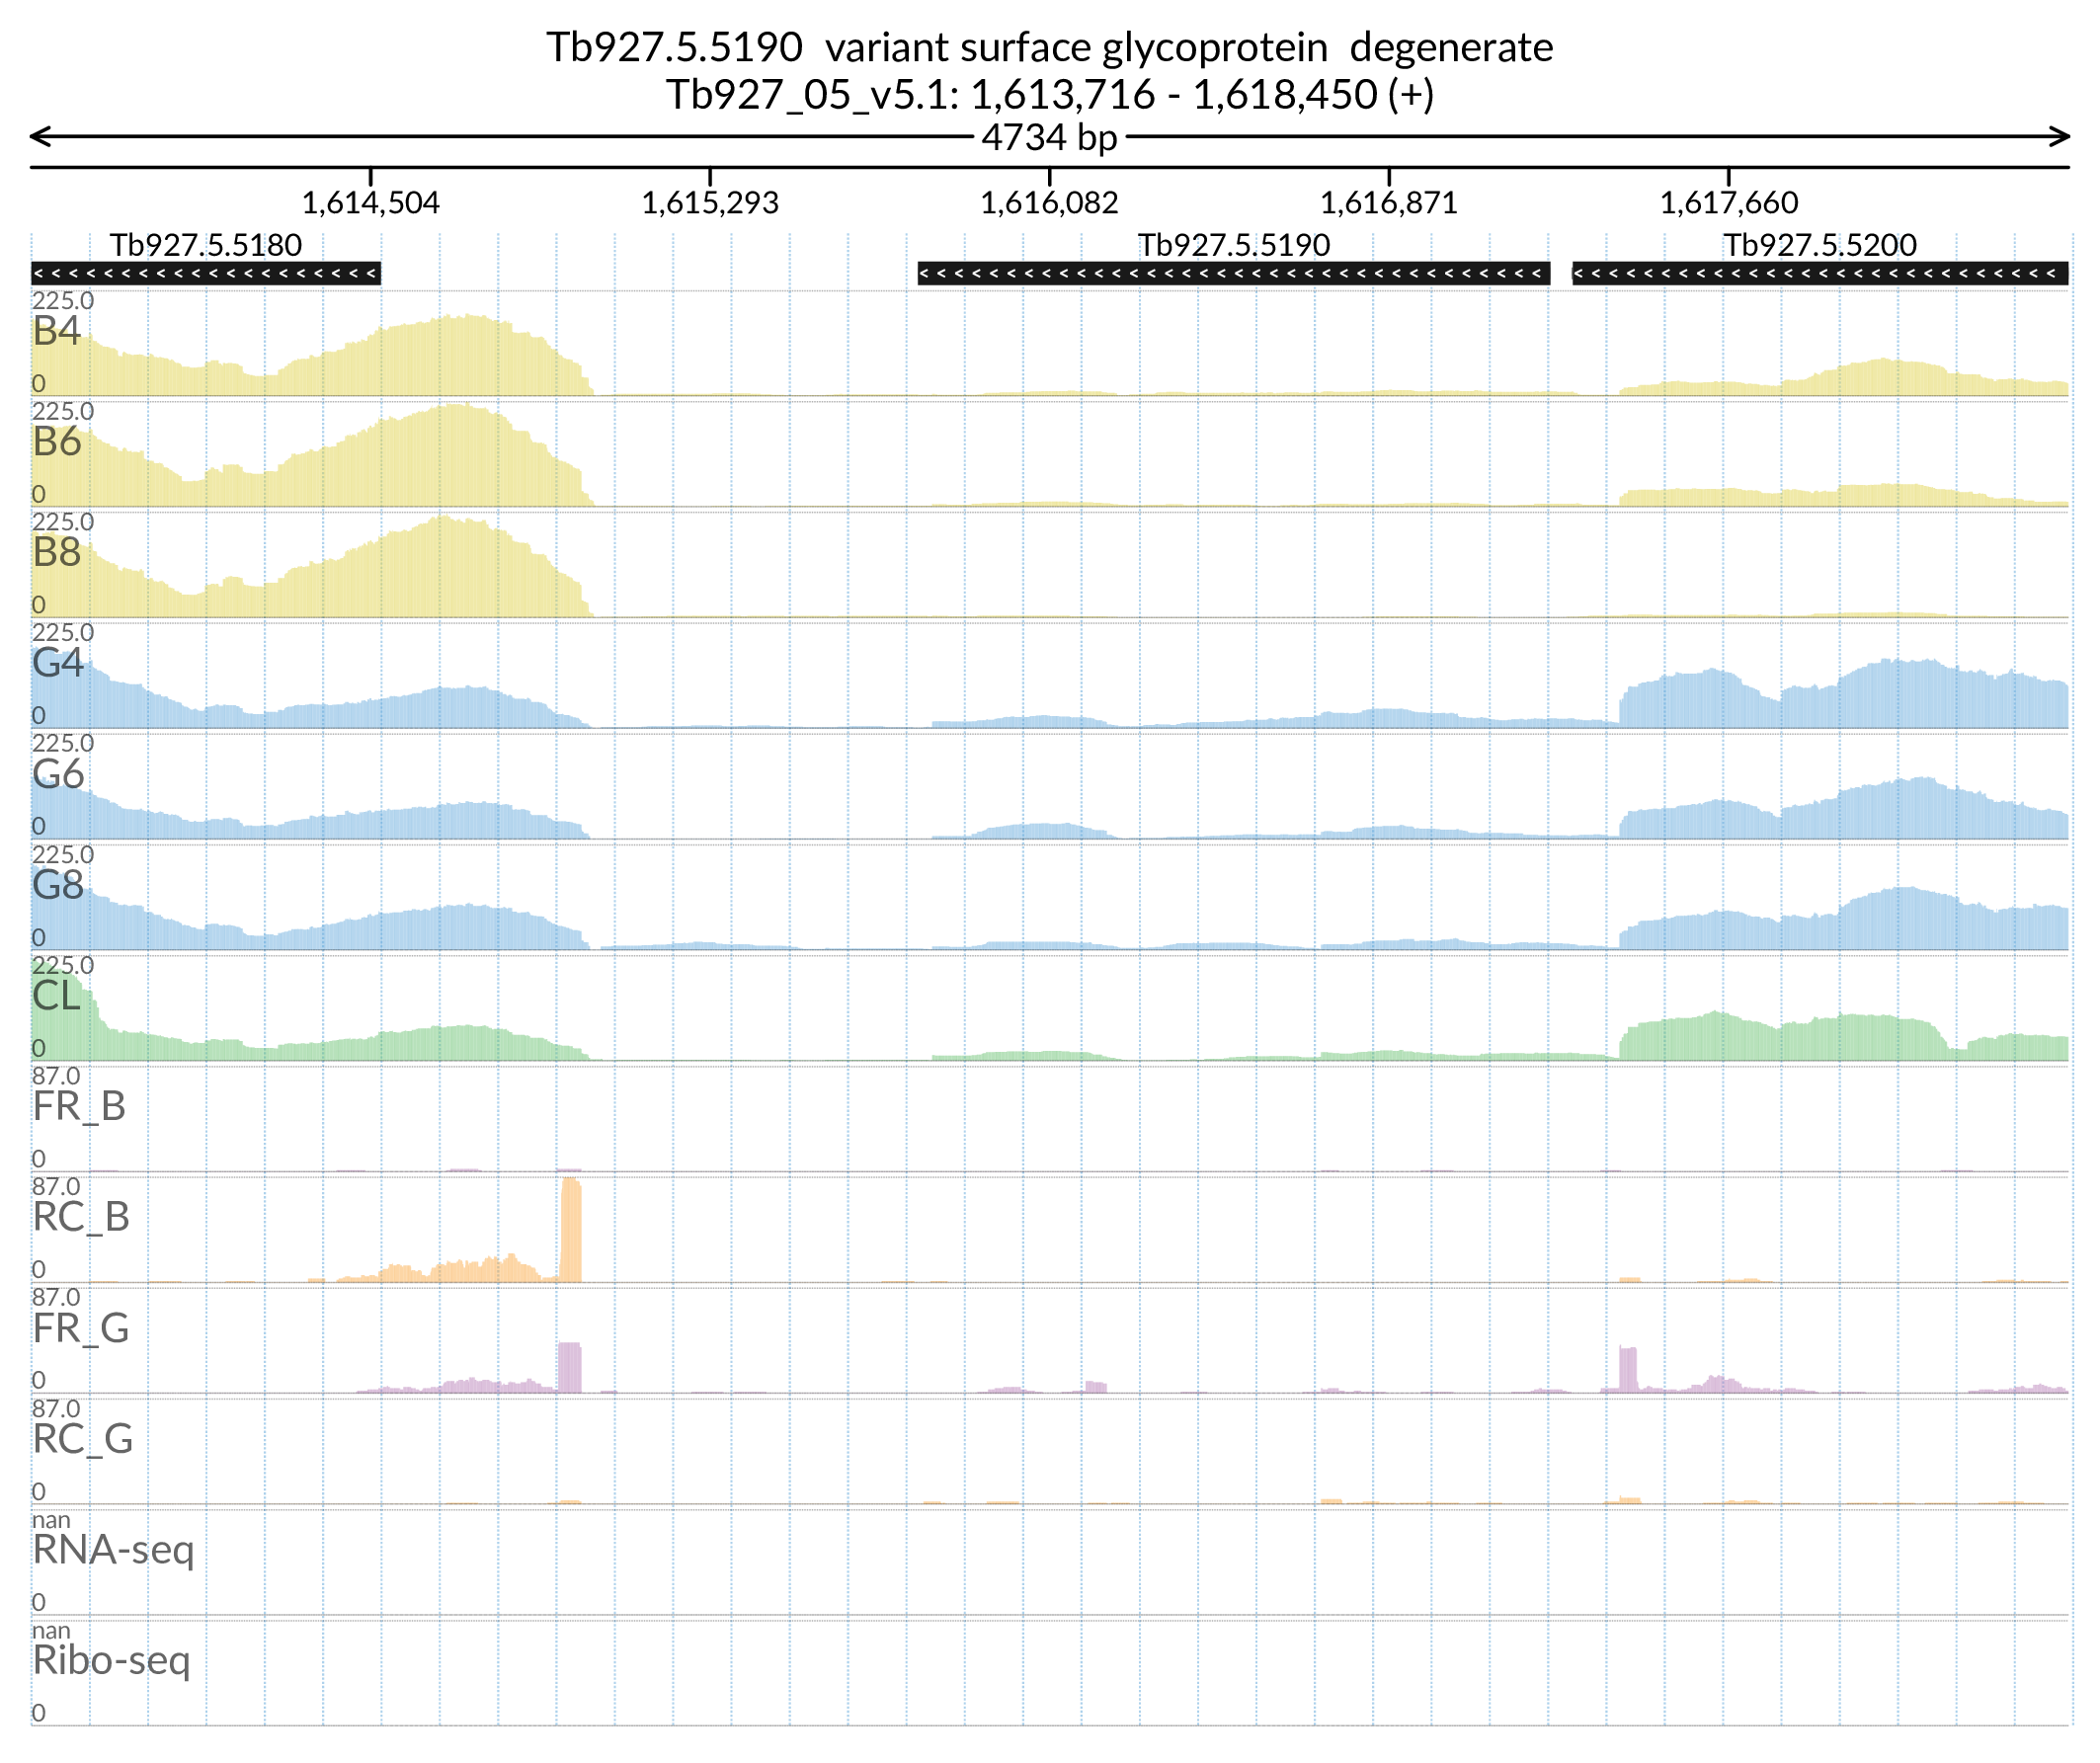 Tb927.5.5190 variant surface glycoprotein degenerate
Tb927_05_v5.1: 1,613,716 - 1,618,450 (+)
4734 bp
1,614,504 1,615,293 1,616,082 1,616,871 1,617,660
Tb927.5.5180 Tb927.5.5190 Tb927.5.5200
225.0
B4
0
225.0
B6
0
225.0
B8
0
225.0
G4
0
225.0
G6
0
225.0
G8
0
225.0
CL
0
87.0
FR_B
0
87.0
RC_B
0
87.0
FR_G
0
87.0
RC_G
0
nan
RNA-seq
0
nan
Ribo-seq
0